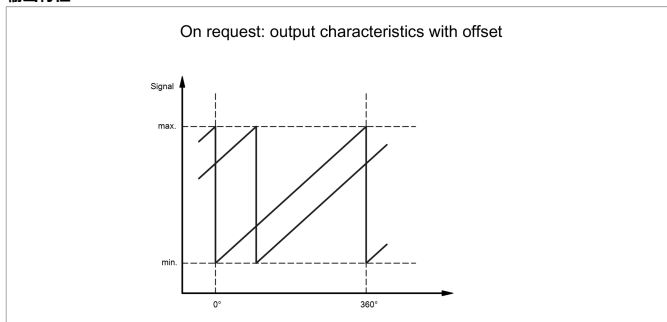 On request: output characteristics with offset
Signal
max.
min.
0°
360°